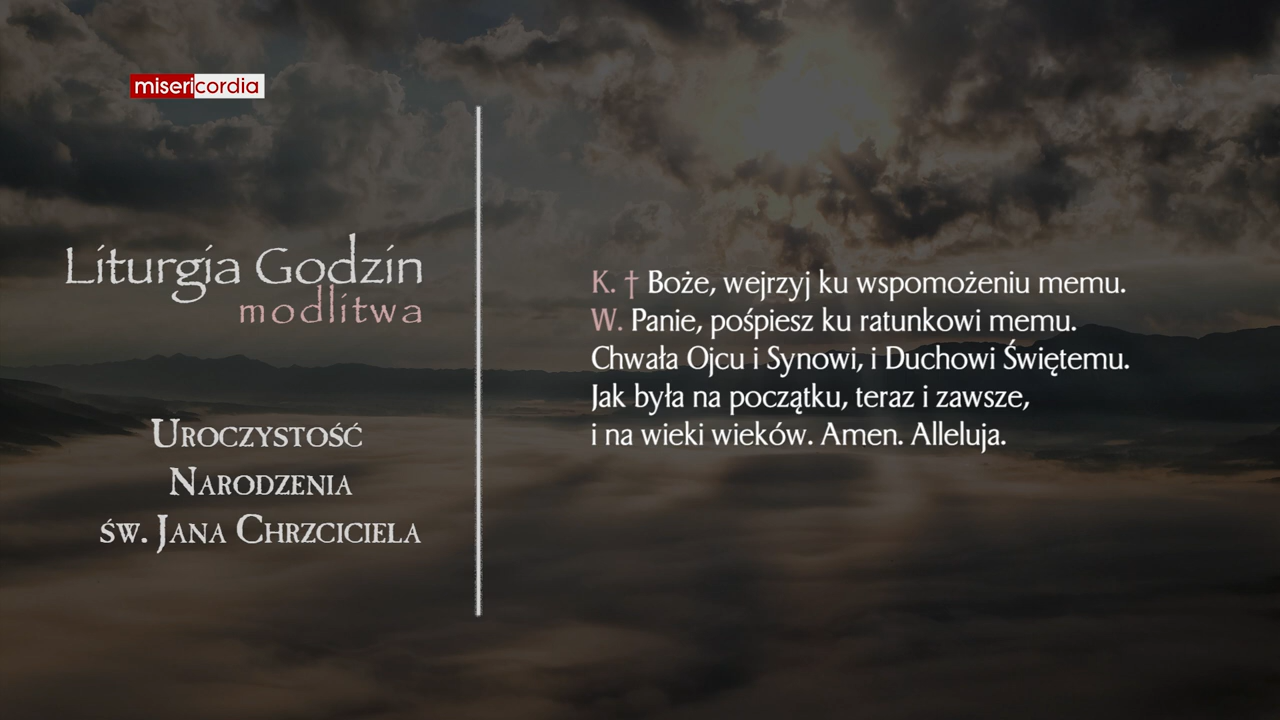 misericordia
Liturgia Godzin
modlitwa
Uroczystość
Narodzenia
św. Jana Chrzciciela
K. † Boże, wejrzyj ku wspomożeniu memu.
W. Panie, pośpiesz ku ratunkowi memu.
Chwała Ojcu i Synowi, i Duchowi Świętemu.
Jak była na początku, teraz i zawsze,
i na wieki wieków. Amen. Alleluja.